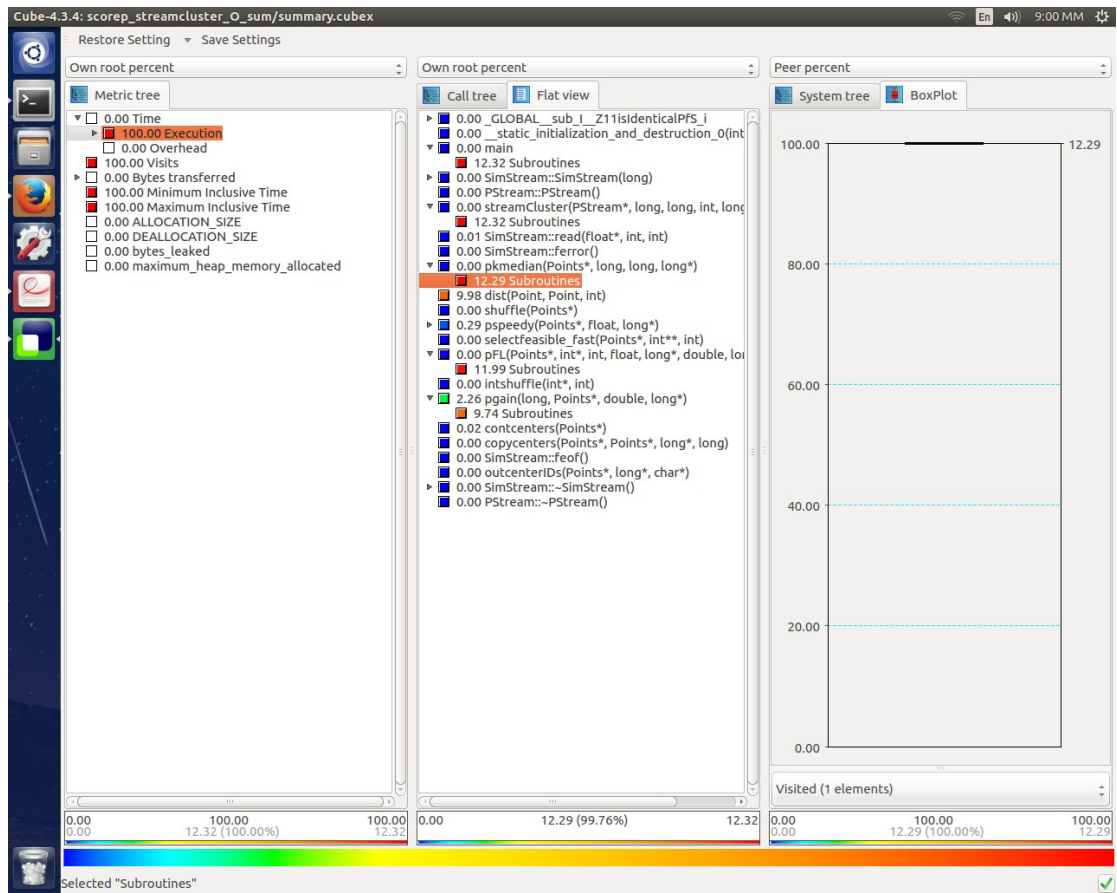 Cube-4.3.4: scorep_streamcluster_O_sum/summary.cubex
En
9:00 MM
Restore Setting
Save Settings
Own root percent
Metric tree
0.00 Time
100.00 Execution
0.00 Overhead
100.00 Visits
0.00 Bytes transferred
100.00 Minimum Inclusive Time
100.00 Maximum Inclusive Time
0.00 ALLOCATION_SIZE
0.00 DEALLOCATION_SIZE
0.00 bytes_leaked
0.00 maximum_heap_memory_allocated
0.00 100.00 100.00
0.00 12.32 (100.00%) 12.32
Own root percent
Call tree
Flat view
0.00 _GLOBAL__sub_I__Z11isIdenticalPfS_i
0.00 __static_initialization_and_destruction_0(int
0.00 main
12.32 Subroutines
0.00 SimStream::SimStream(long)
0.00 PStream::PStream()
0.00 streamCluster(PStream*, long, long, int, long
12.32 Subroutines
0.01 SimStream::read(float*, int, int)
0.00 SimStream::ferror()
0.00 pkmedian(Points*, long, long, long*)
12.29 Subroutines
9.98 dist(Point, Point, int)
0.00 shuffle(Points*)
0.29 pspeedy(Points*, float, long*)
0.00 selectfeasible_fast(Points*, int**, int)
0.00 pFL(Points*, int*, int, float, long*, double, lo
11.99 Subroutines
0.00 intshuffle(int*, int)
2.26 pgain(long, Points*, double, long*)
9.74 Subroutines
0.02 contcenters(Points*)
0.00 copycenters(Points*, Points*, long*, long)
0.00 SimStream::feof()
0.00 outcenterIDs(Points*, long*, char*)
0.00 SimStream::~SimStream()
0.00 PStream::~PStream()
0.00 12.29 (99.76%) 12.32
Peer percent
System tree
BoxPlot
100.00
12.29
80.00
60.00
40.00
20.00
0.00
Visited (1 elements)
0.00 100.00 100.00
0.00 12.29 (100.00%) 12.29
Selected "Subroutines"